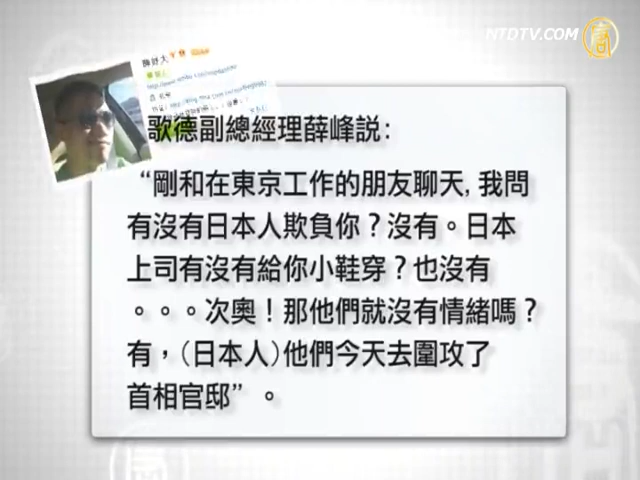 NTDTV.COM
歌德副總經理薛峰說:
“剛和在東京工作的朋友聊天,我問
有沒有日本人欺負你？沒有。日本
上司有沒有給你小鞋穿？也沒有
。。。次奧！那他們就沒有情緒嗎？
有，(日本人)他們今天去圍攻了
首相官邸”。